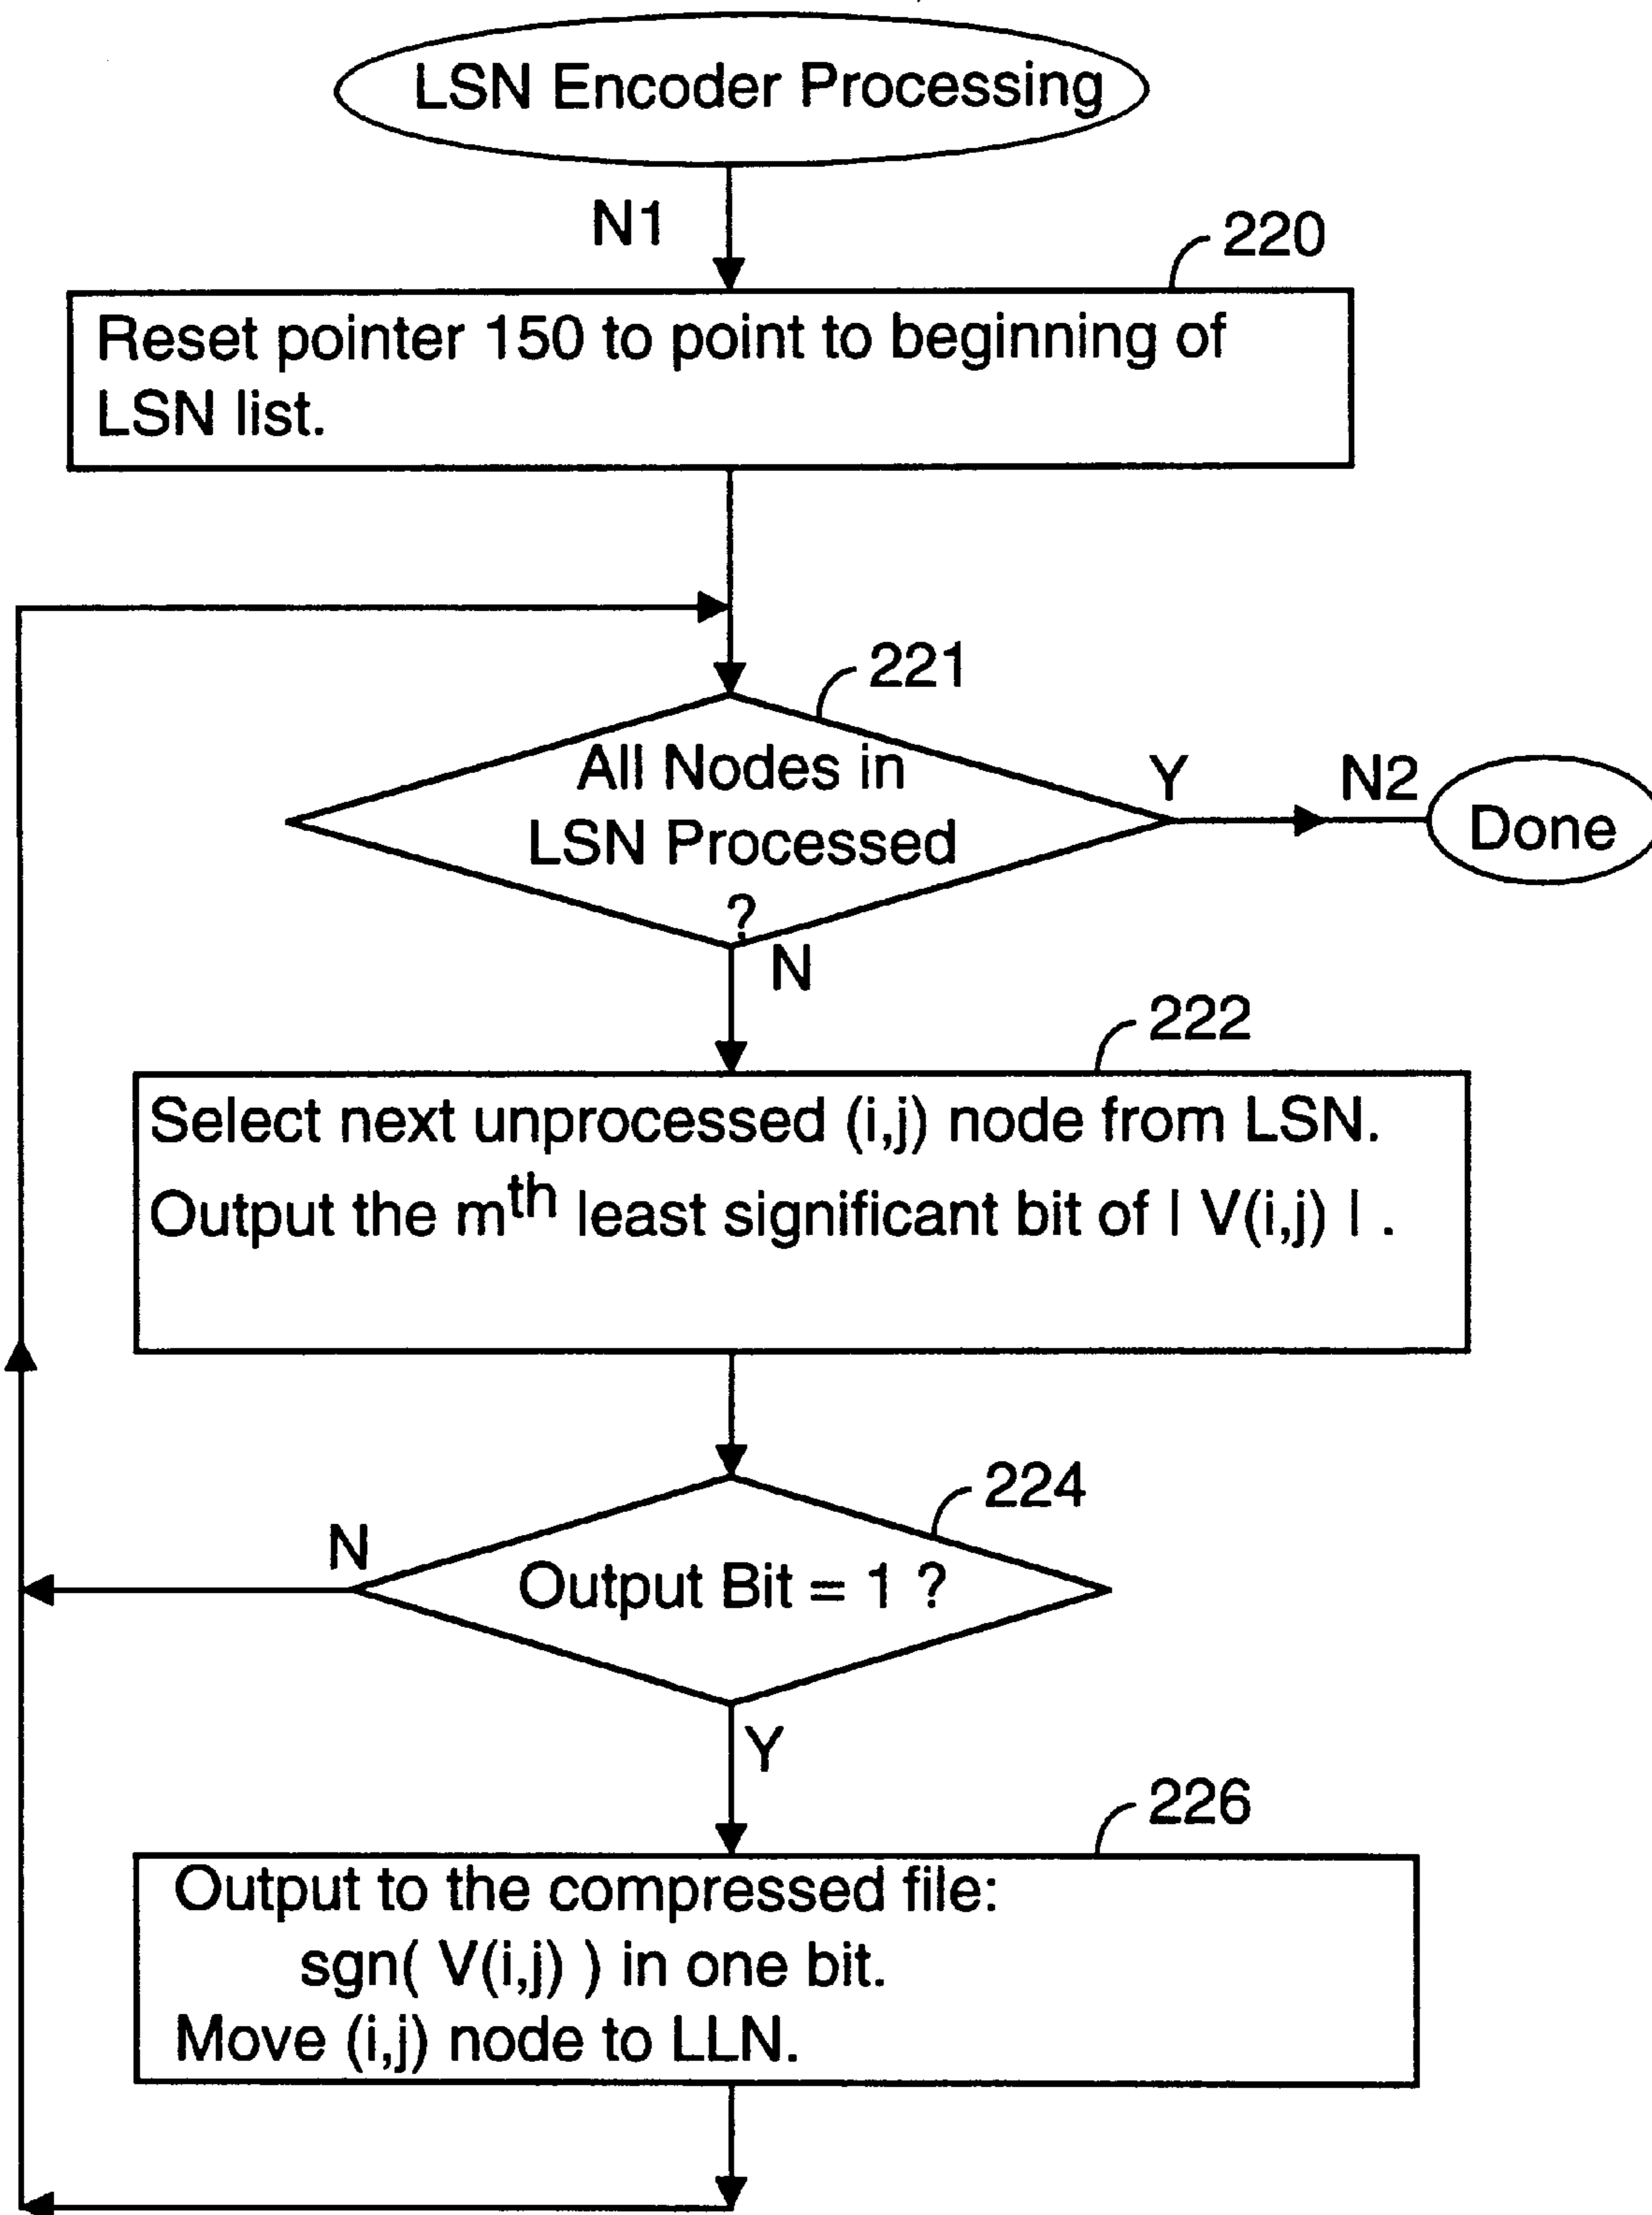 LSN Encoder Processing
N1
220
Reset pointer 150 to point to beginning of
LSN list.
221
All Nodes in
LSN Processed
?
Y
N2
Done
N
222
Select next unprocessed (i,j) node from LSN.
Output the mth least significant bit of | V(i,j) | .
224
N
Output Bit = 1 ?
Y
226
Output to the compressed file:
sgn( V(i,j) ) in one bit.
Move (i,j) node to LLN.